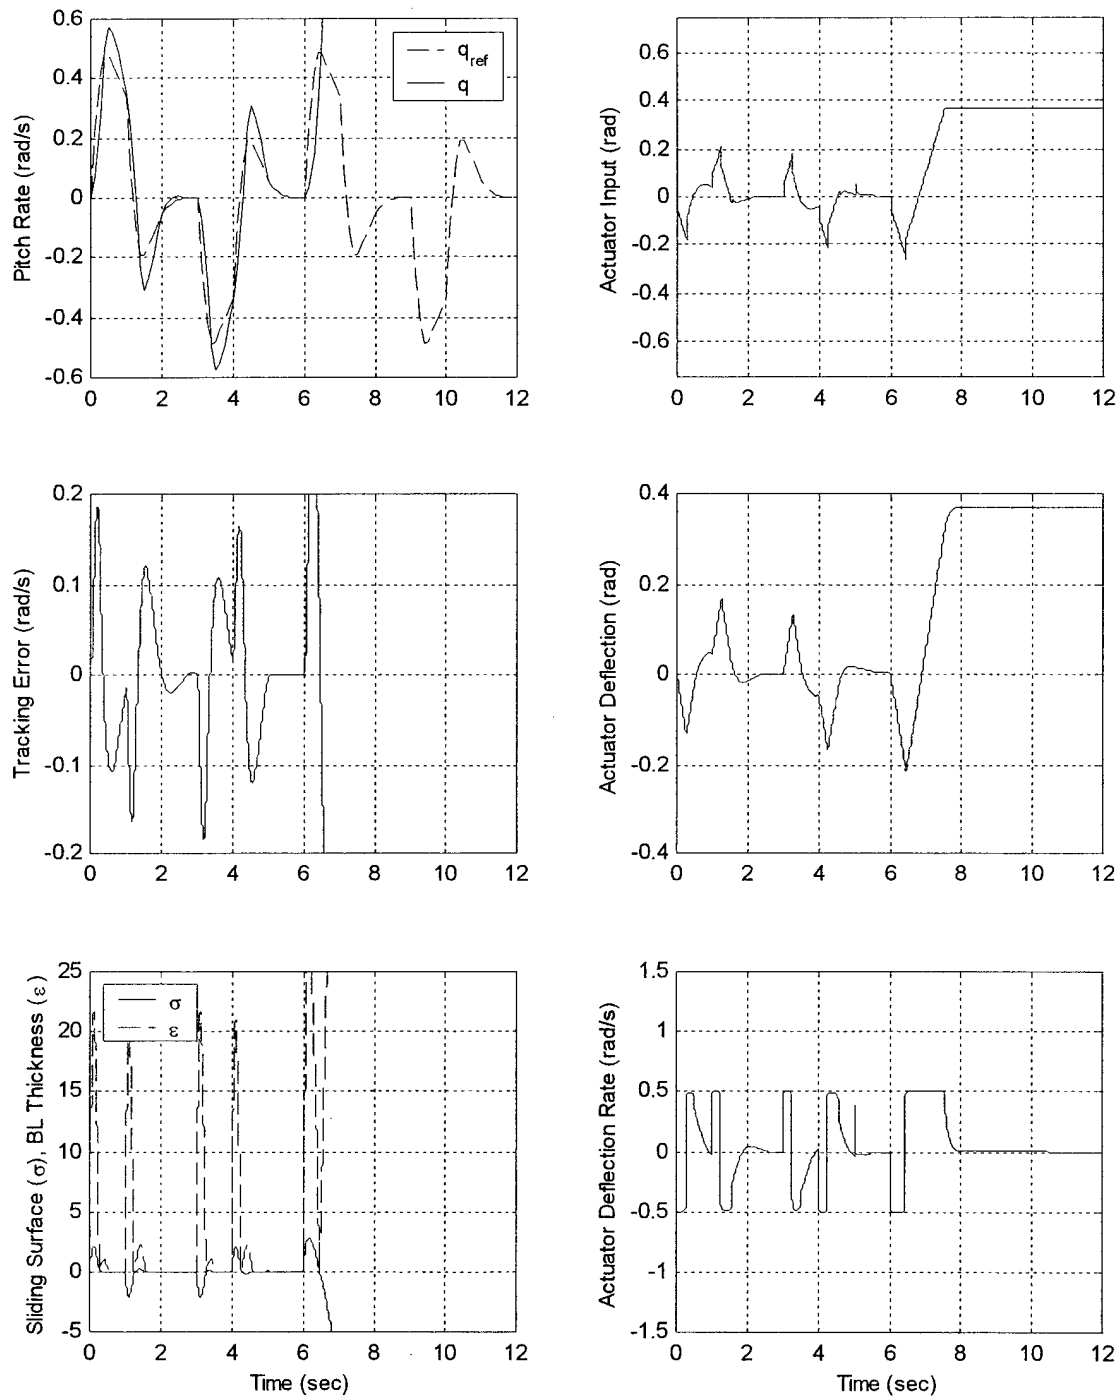 Pitch Rate (rad/s)
0.6
0.4
0.2
0
-0.2
-0.4
-0.6
q_ref
q
0 2 4 6 8 10 12
Actuator Input (rad)
0.6
0.4
0.2
0
-0.2
-0.4
-0.6
0 2 4 6 8 10 12
Tracking Error (rad/s)
0.2
0.1
0
-0.1
-0.2
0 2 4 6 8 10 12
Actuator Deflection (rad)
0.4
0.2
0
-0.2
-0.4
0 2 4 6 8 10 12
Sliding Surface (σ), BL Thickness (ε)
25
20
15
10
5
0
-5
σ
ε
0 2 4 6 8 10 12
Time (sec)
Actuator Deflection Rate (rad/s)
1.5
1
0.5
0
-0.5
-1
-1.5
0 2 4 6 8 10 12
Time (sec)